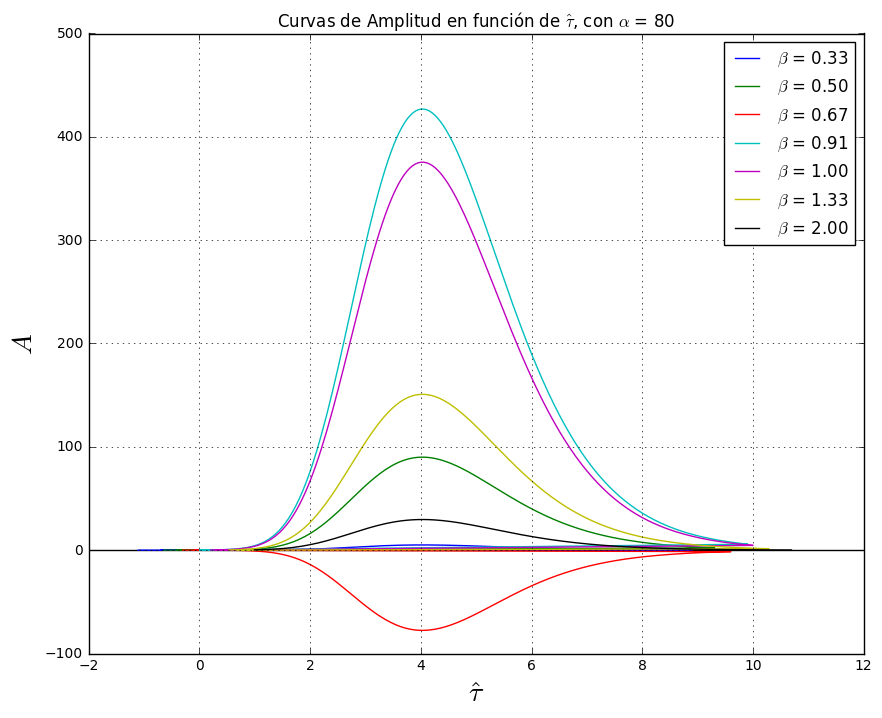 Curvas de Amplitud en función de τ̂, con α = 80
500
400
300
200
100
0
−100
A
−2 0 2 4 6 8 10 12
τ̂
β = 0.33
β = 0.50
β = 0.67
β = 0.91
β = 1.00
β = 1.33
β = 2.00